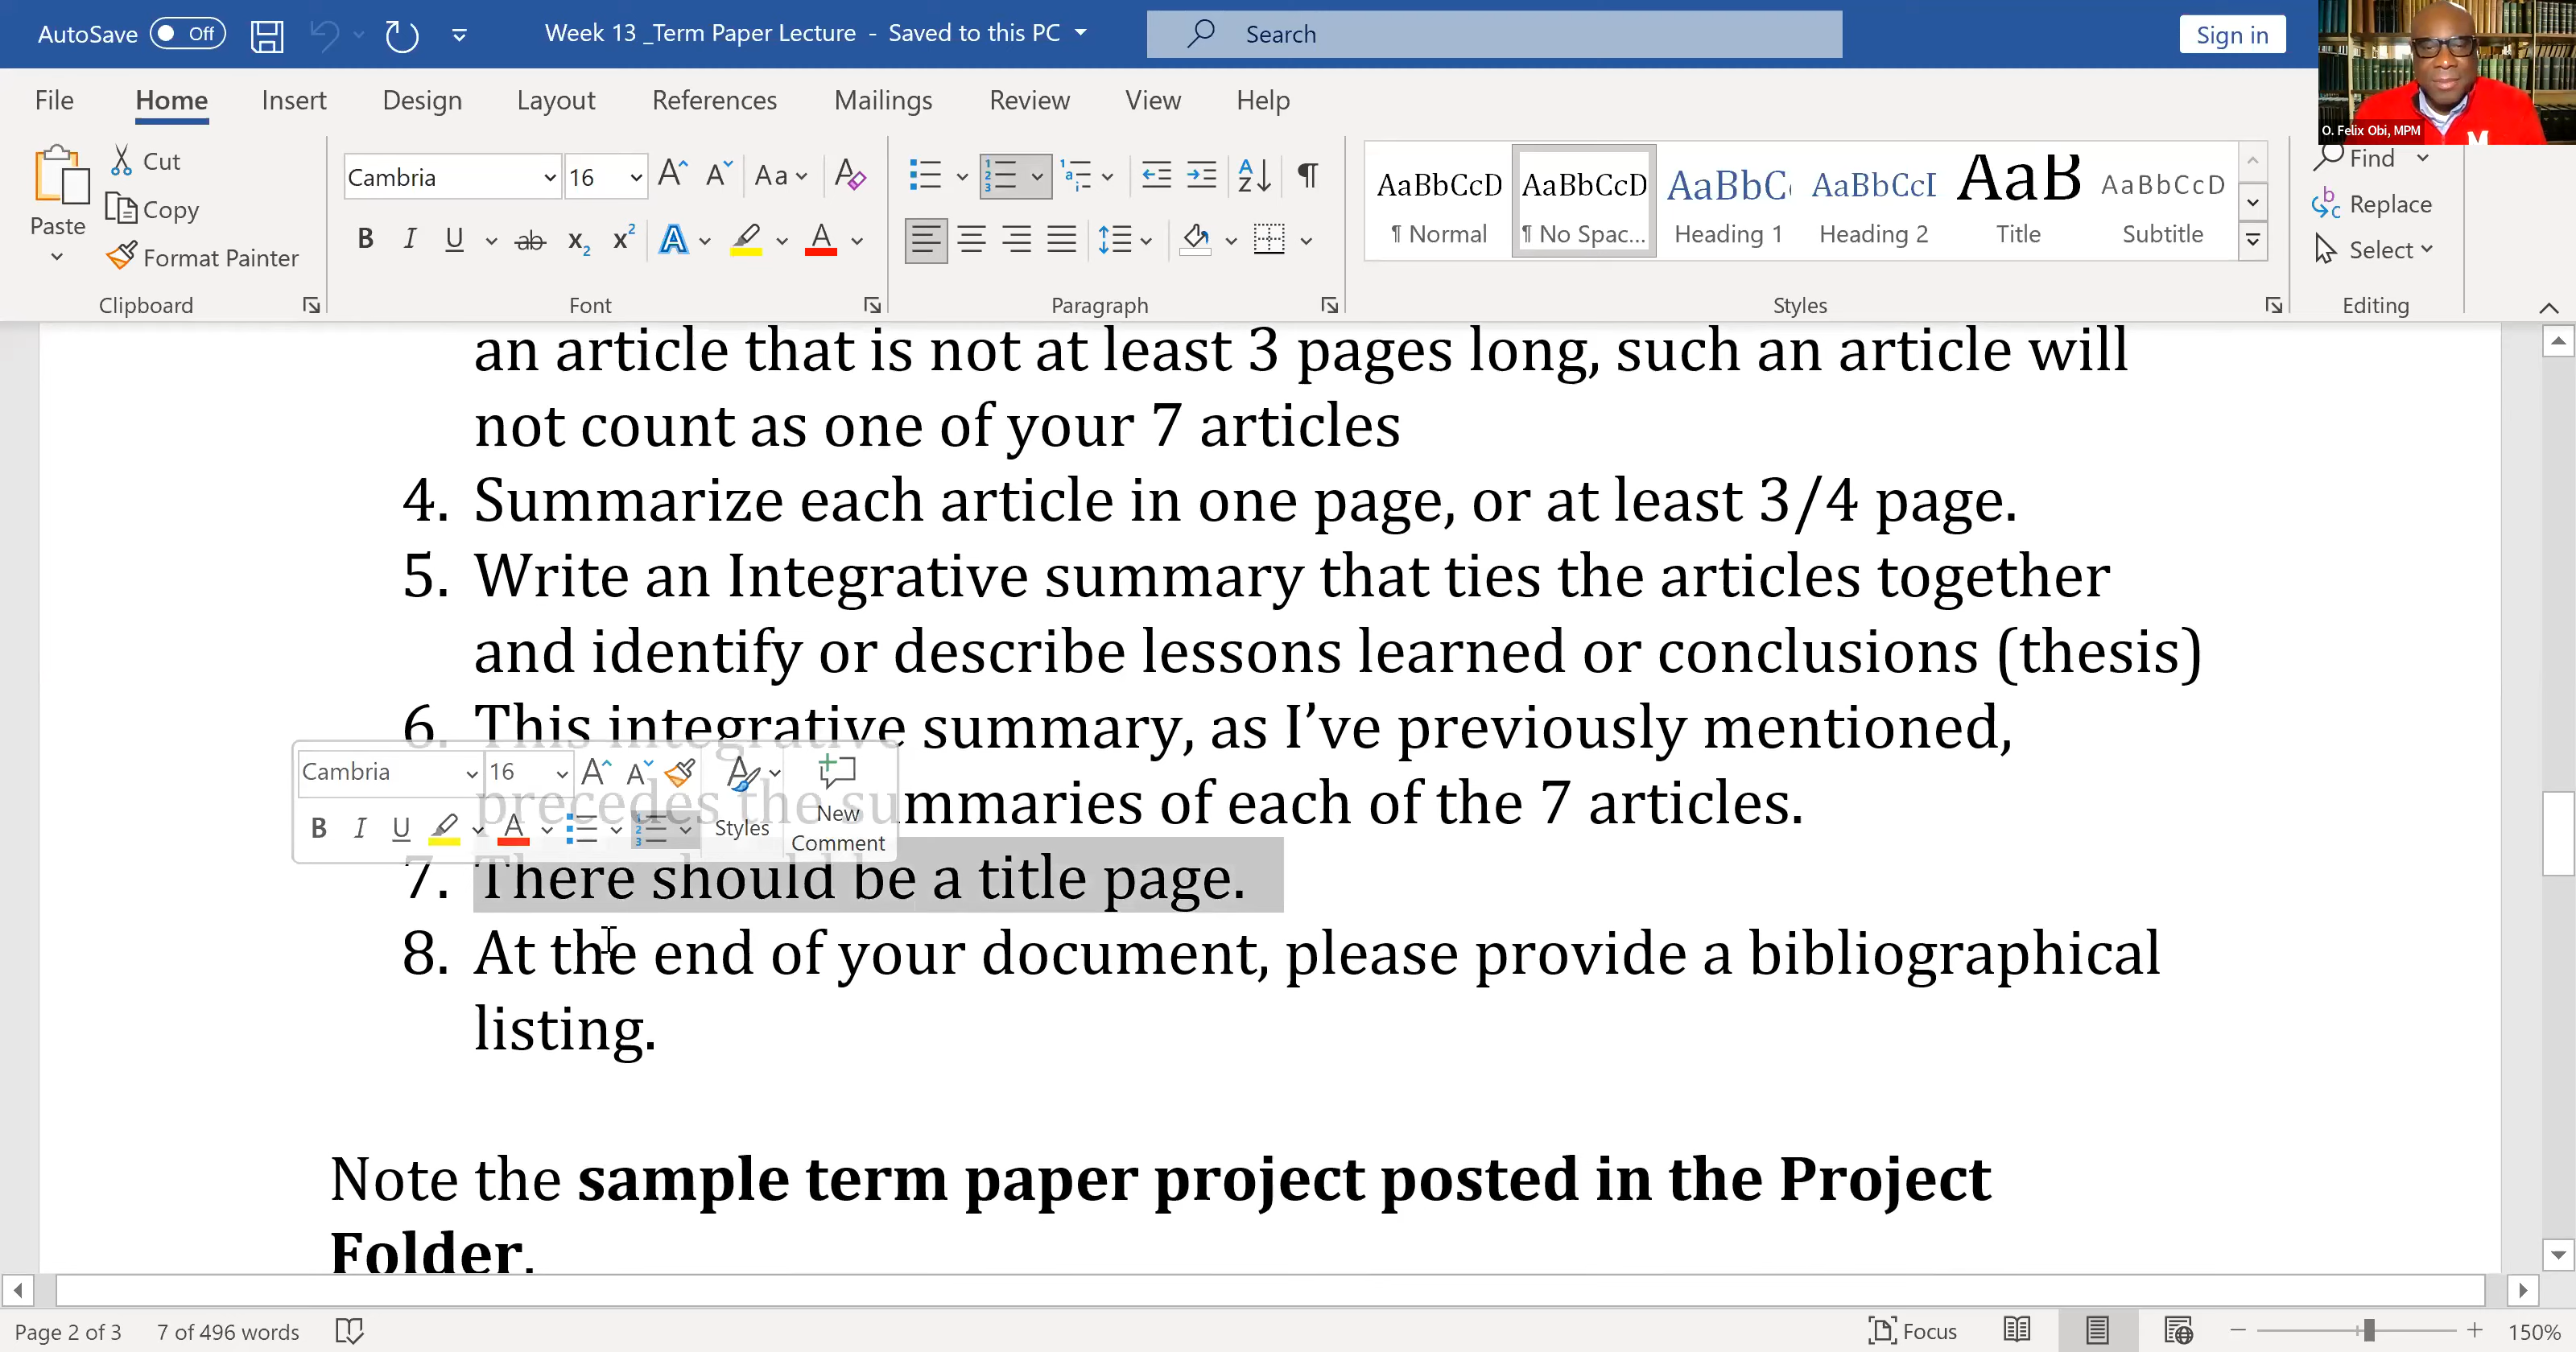 AutoSave Off Week 13 _Term Paper Lecture - Saved to this PC Search Sign in
O. Felix Obi, MPM
File Home Insert Design Layout References Mailings Review View Help
Paste Cut Copy Format Painter
Clipboard
Cambria 16 Aa
B I U ab x2 x2 A A
Font
Paragraph
AaBbCcD AaBbCcD AaBbC AaBbCcI AaB AaBbCcD
¶ Normal ¶ No Spac... Heading 1 Heading 2 Title Subtitle
Styles
Find
Replace
Select
Editing
an article that is not at least 3 pages long, such an article will
not count as one of your 7 articles
4. Summarize each article in one page, or at least 3/4 page.
5. Write an Integrative summary that ties the articles together
and identify or describe lessons learned or conclusions (thesis)
6. This integrative summary, as I've previously mentioned,
precedes the summaries of each of the 7 articles.
Cambria 16
B I U A Styles New Comment
7. There should be a title page.
8. At the end of your document, please provide a bibliographical
listing.
Note the sample term paper project posted in the Project
Folder.
Page 2 of 3 7 of 496 words Focus 150%